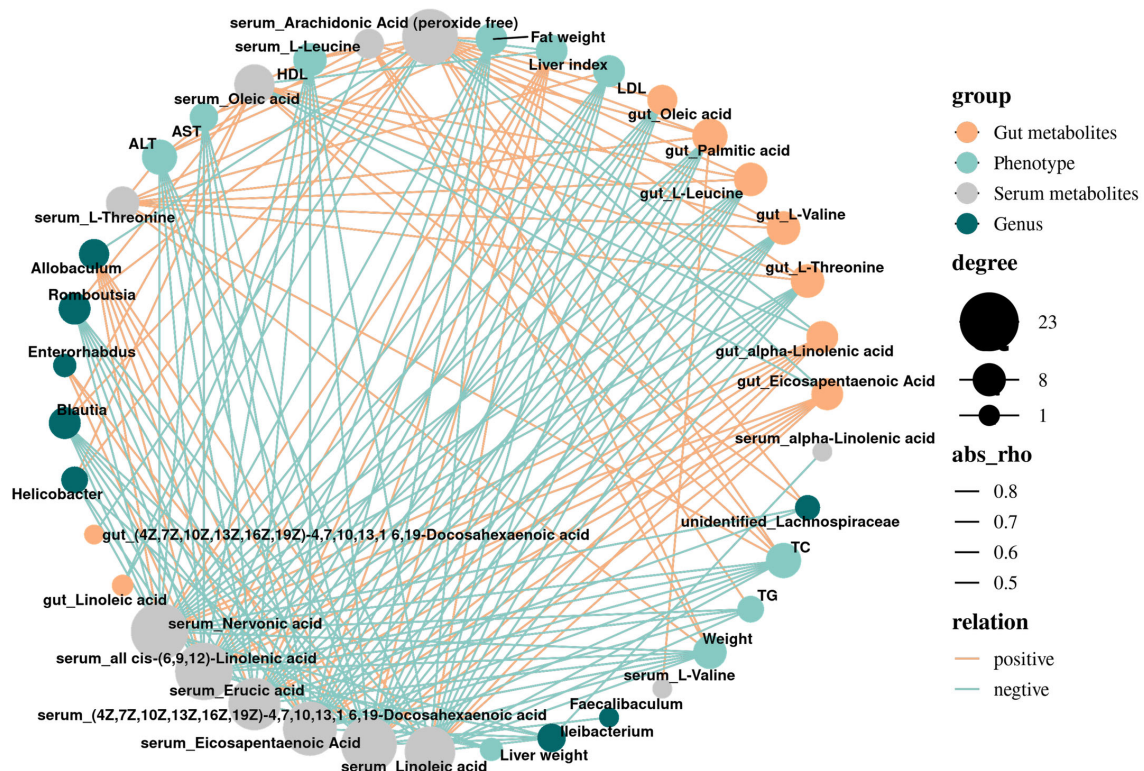 serum_Arachidonic Acid (peroxide free)
serum_L-Leucine
Fat weight
HDL
Liver index
serum_Oleic acid
LDL
AST
gut_Oleic acid
ALT
gut_Palmitic acid
gut_L-Leucine
serum_L-Threonine
gut_L-Valine
Allobaculum
gut_L-Threonine
Romboutsia
Enterorhabdus
gut_alpha-Linolenic acid
gut_Eicosapentaenoic Acid
Blautia
serum_alpha-Linolenic acid
Helicobacter
unidentified_Lachnospiraceae
gut_(4Z,7Z,10Z,13Z,16Z,19Z)-4,7,10,13,1 6,19-Docosahexaenoic acid
TC
gut_Linoleic acid
TG
serum_Nervonic acid
Weight
serum_all cis-(6,9,12)-Linolenic acid
serum_L-Valine
serum_Erucic acid
Faecalibaculum
serum_(4Z,7Z,10Z,13Z,16Z,19Z)-4,7,10,13,1 6,19-Docosahexaenoic acid
Ileibacterium
serum_Eicosapentaenoic Acid
Liver weight
serum_Linoleic acid
group
Gut metabolites
Phenotype
Serum metabolites
Genus
degree
23
8
1
abs_rho
0.8
0.7
0.6
0.5
relation
positive
negtive